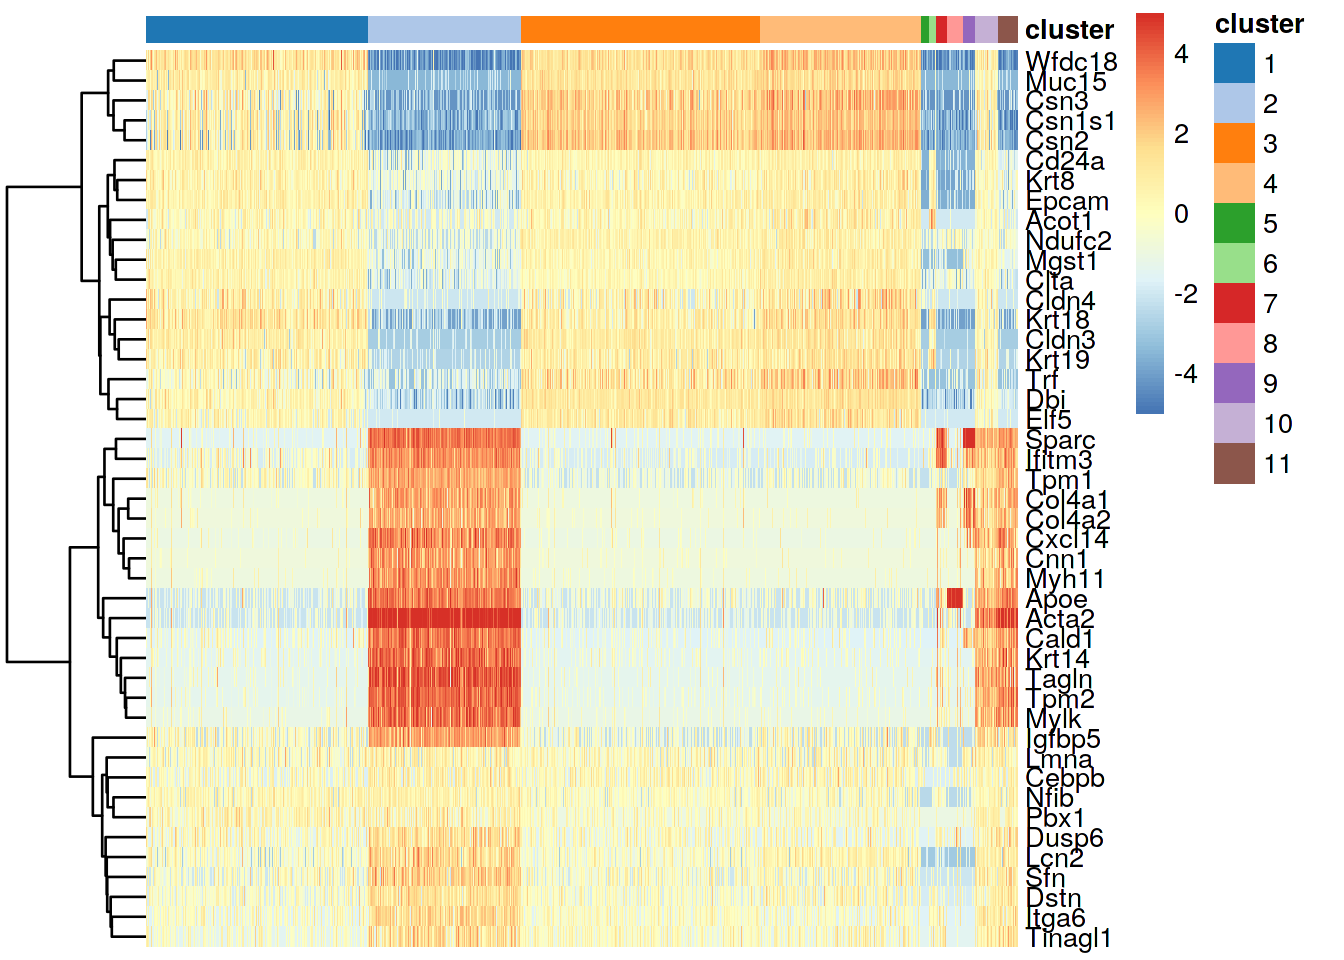 cluster
Wfdc18
Muc15
Csn3
Csn1s1
Csn2
Cd24a
Krt8
Epcam
Acot1
Ndufc2
Mgst1
Clta
Cldn4
Krt18
Cldn3
Krt19
Trf
Dbi
Elf5
Sparc
Ifitm3
Tpm1
Col4a1
Col4a2
Cxcl14
Cnn1
Myh11
Apoe
Acta2
Cald1
Krt14
Tagln
Tpm2
Mylk
Igfbp5
Lmna
Cebpb
Nfib
Pbx1
Dusp6
Lcn2
Sfn
Dstn
Itga6
Tinagl1
4
2
0
-2
-4
cluster
1
2
3
4
5
6
7
8
9
10
11